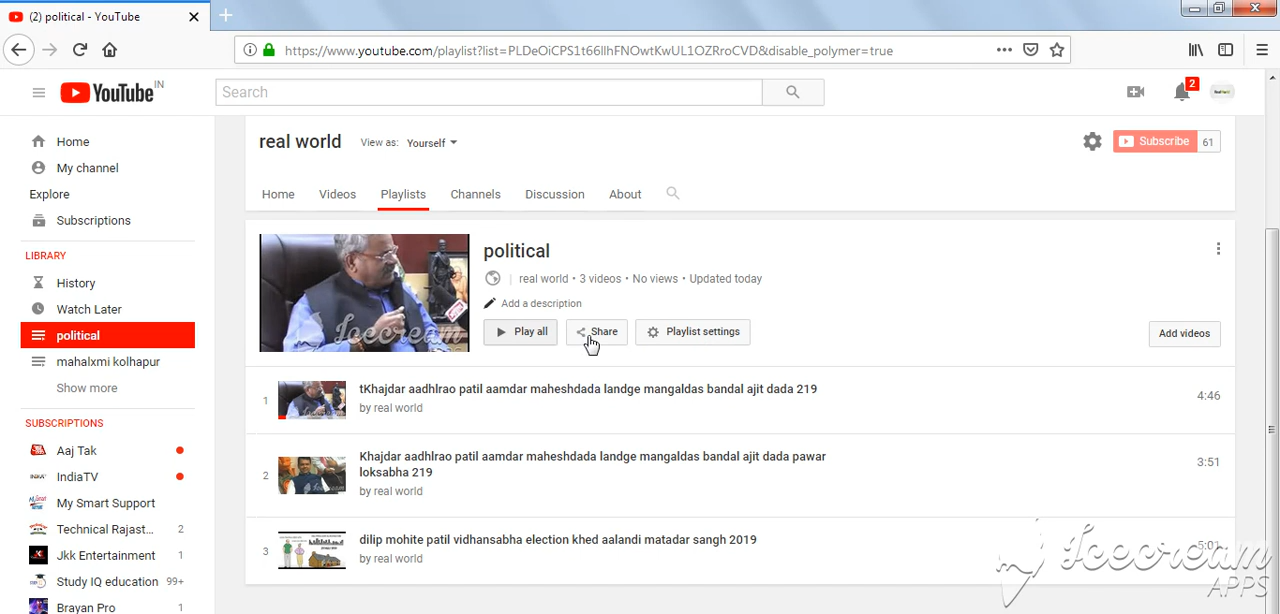 (2) political - YouTube
https://www.youtube.com/playlist?list=PLDeOiCPS1t66IIhFNOwtKwUL1OZRroCVD&disable_polymer=true
YouTube IN
Search
2
real world
View as: Yourself
Subscribe 61
Home Videos Playlists Channels Discussion About
Home
My channel
Explore
Subscriptions
LIBRARY
History
Watch Later
political
mahalxmi kolhapur
Show more
SUBSCRIPTIONS
Aaj Tak
IndiaTV
My Smart Support
Technical Rajast... 2
Jkk Entertainment 1
Study IQ education 99+
Brayan Pro 1
Icecream
political
real world • 3 videos • No views • Updated today
Add a description
Play all Share Playlist settings
Add videos
1 tKhajdar aadhlrao patil aamdar maheshdada landge mangaldas bandal ajit dada 219 4:46
by real world
2 Khajdar aadhlrao patil aamdar maheshdada landge mangaldas bandal ajit dada pawar 3:51
loksabha 219
by real world
3 dilip mohite patil vidhansabha election khed aalandi matadar sangh 2019 5:01
by real world
Icecream
APPS